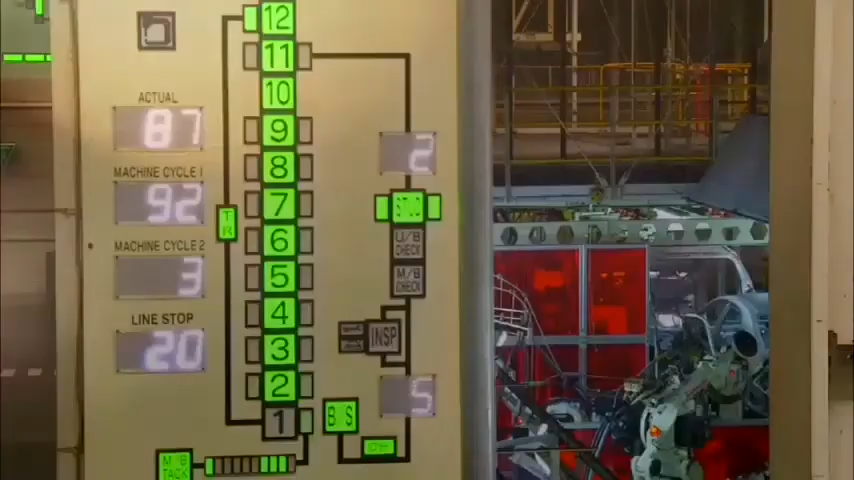 ACTUAL
87
MACHINE CYCLE 1
92
MACHINE CYCLE 2
3
LINE STOP
20
12
11
10
9
8
7
6
5
4
3
2
1
TR
M/B
TACK
2
U/B
CHECK
M/B
CHECK
INSP
5
B S